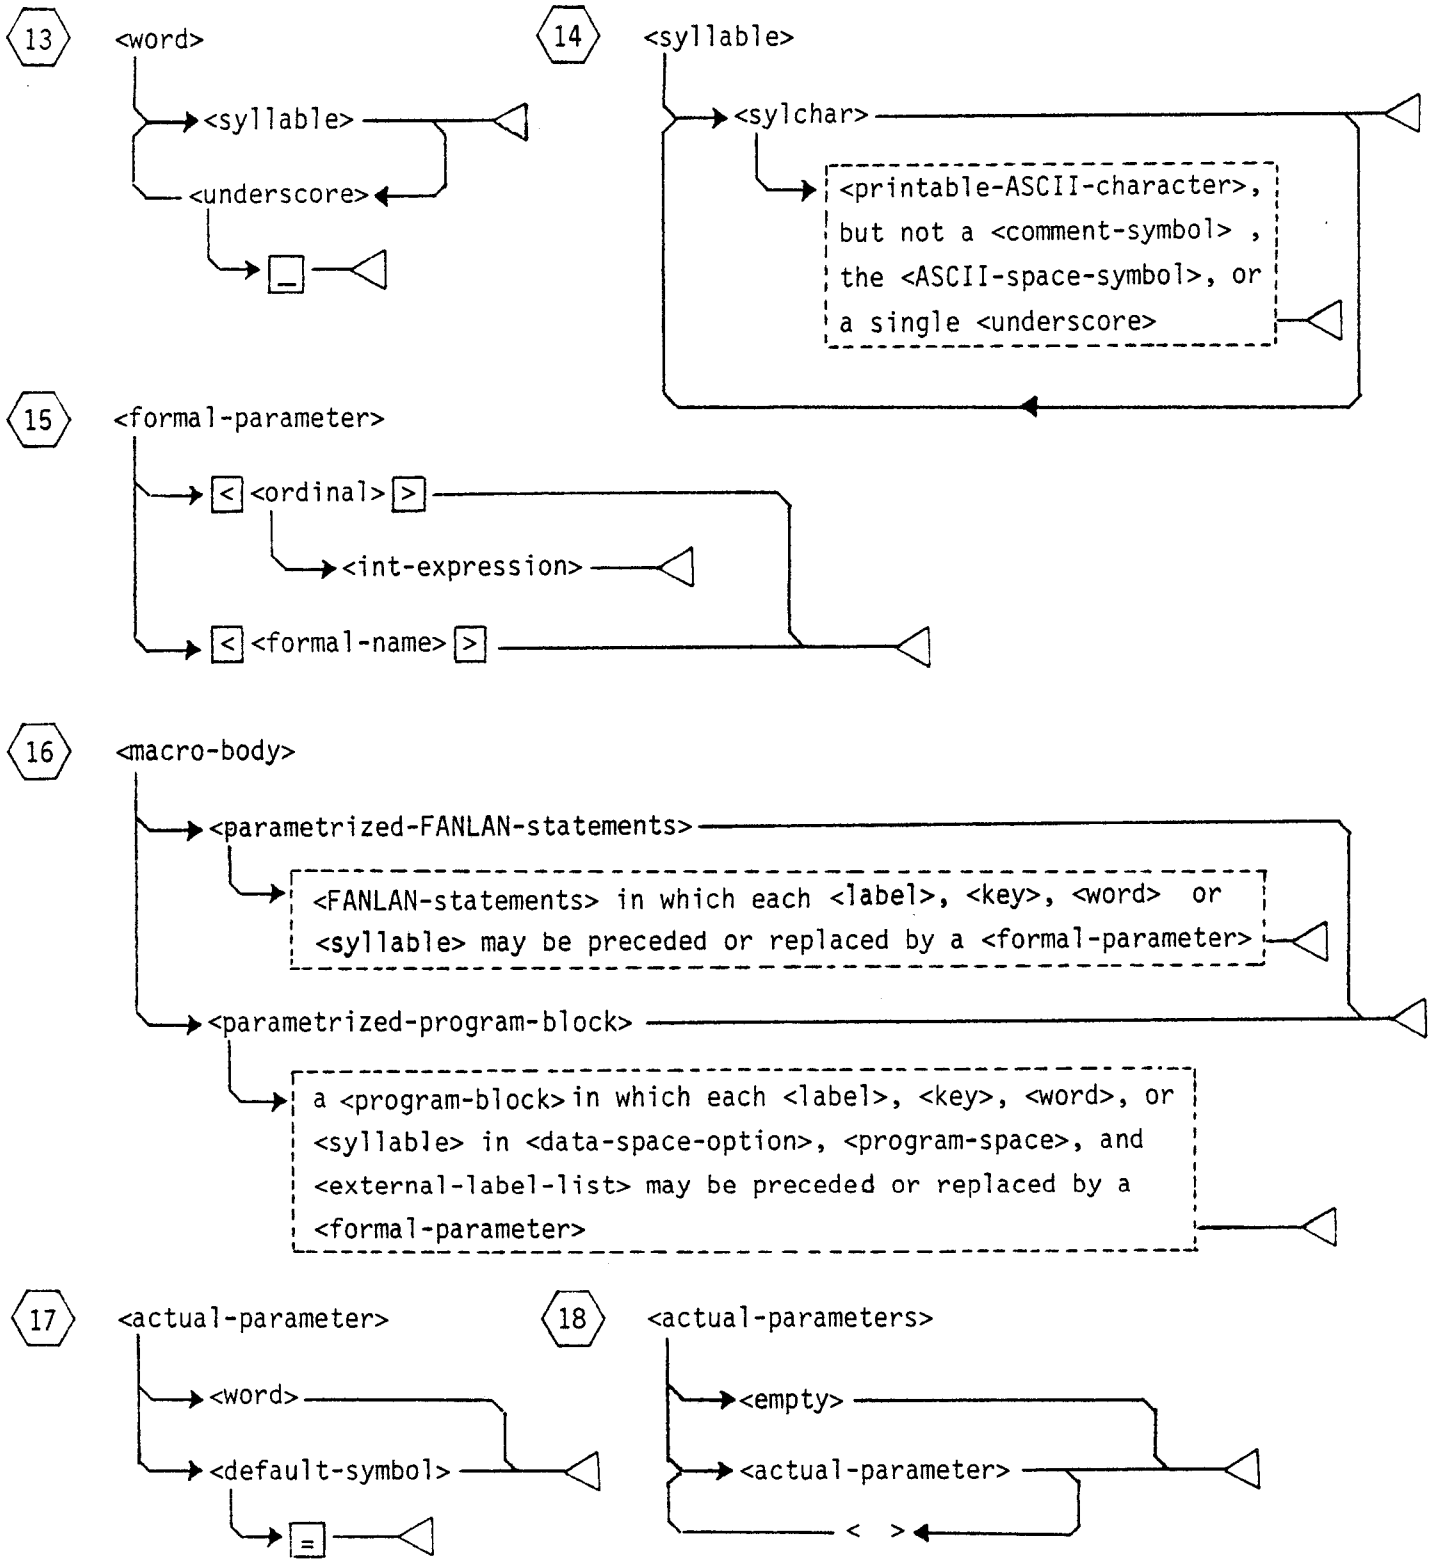 13 <word>
<syllable>
<underscore>
_
14 <syllable>
<sylchar>
<printable-ASCII-character>,
but not a <comment-symbol> ,
the <ASCII-space-symbol>, or
a single <underscore>
15 <formal-parameter>
< <ordinal> >
<int-expression>
< <formal-name> >
16 <macro-body>
<parametrized-FANLAN-statements>
<FANLAN-statements> in which each <label>, <key>, <word> or
<syllable> may be preceded or replaced by a <formal-parameter>
<parametrized-program-block>
a <program-block> in which each <label>, <key>, <word>, or
<syllable> in <data-space-option>, <program-space>, and
<external-label-list> may be preceded or replaced by a
<formal-parameter>
17 <actual-parameter>
<word>
<default-symbol>
=
18 <actual-parameters>
<empty>
<actual-parameter>
< >